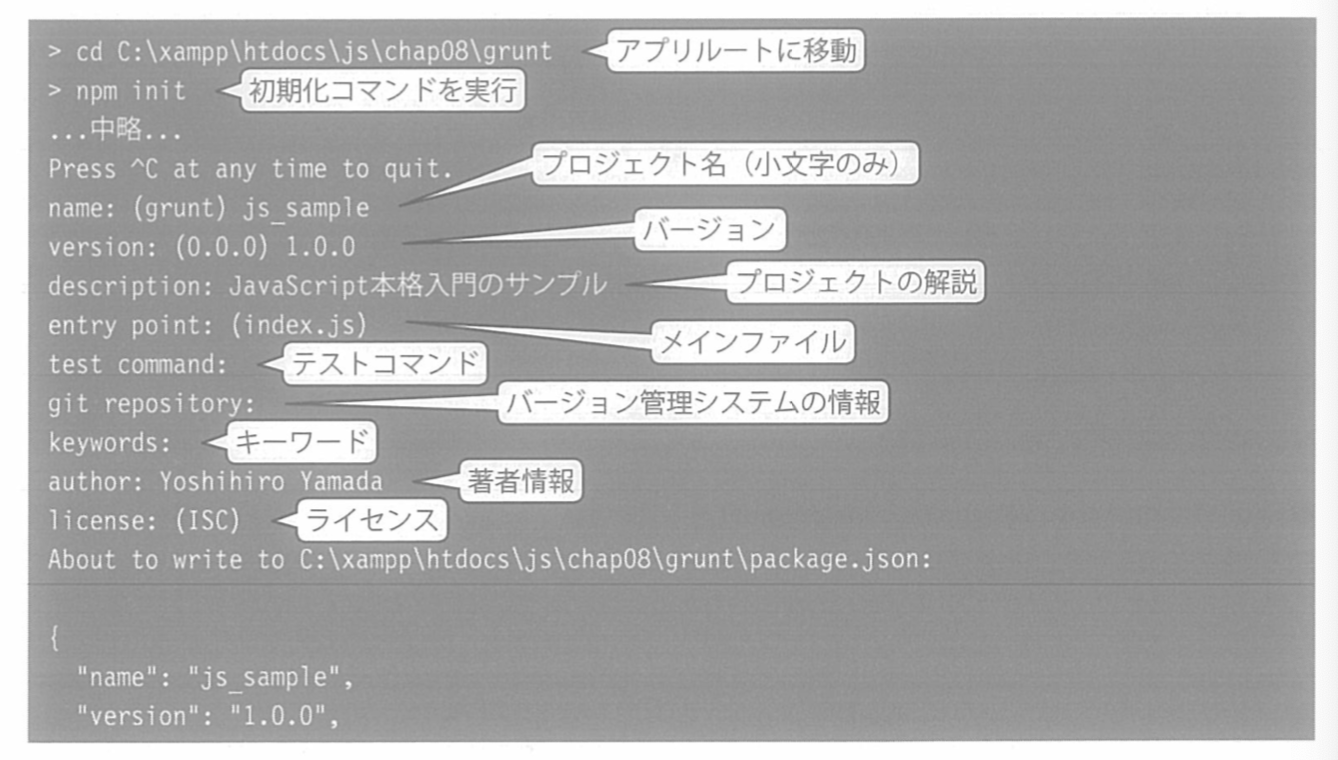 > cd C:\xampp\htdocs\js\chap08\grunt アプリルートに移動
> npm init 初期化コマンドを実行
...中略...
Press ^C at any time to quit. プロジェクト名（小文字のみ）
name: (grunt) js_sample
version: (0.0.0) 1.0.0 バージョン
description: JavaScript本格入門のサンプル プロジェクトの解説
entry point: (index.js) メインファイル
test command: テストコマンド
git repository: バージョン管理システムの情報
keywords: キーワード
author: Yoshihiro Yamada 著者情報
license: (ISC) ライセンス
About to write to C:\xampp\htdocs\js\chap08\grunt\package.json:
{
"name": "js_sample",
"version": "1.0.0",